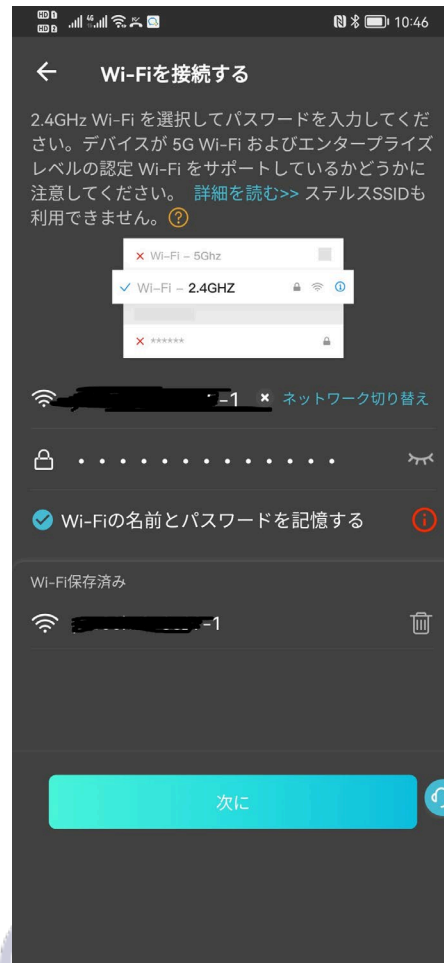 10:46
Wi-Fiを接続する
2.4GHz Wi-Fi を選択してパスワードを入力してくだ
さい。デバイスが 5G Wi-Fi およびエンタープライズ
レベルの認定 Wi-Fi をサポートしているかどうかに
注意してください。 詳細を読む>> ステルスSSIDも
利用できません。?
× Wi-Fi - 5Ghz
✓ Wi-Fi - 2.4GHZ
× ******
-1 × ネットワーク切り替え
Wi-Fiの名前とパスワードを記憶する
Wi-Fi保存済み
-1
次に